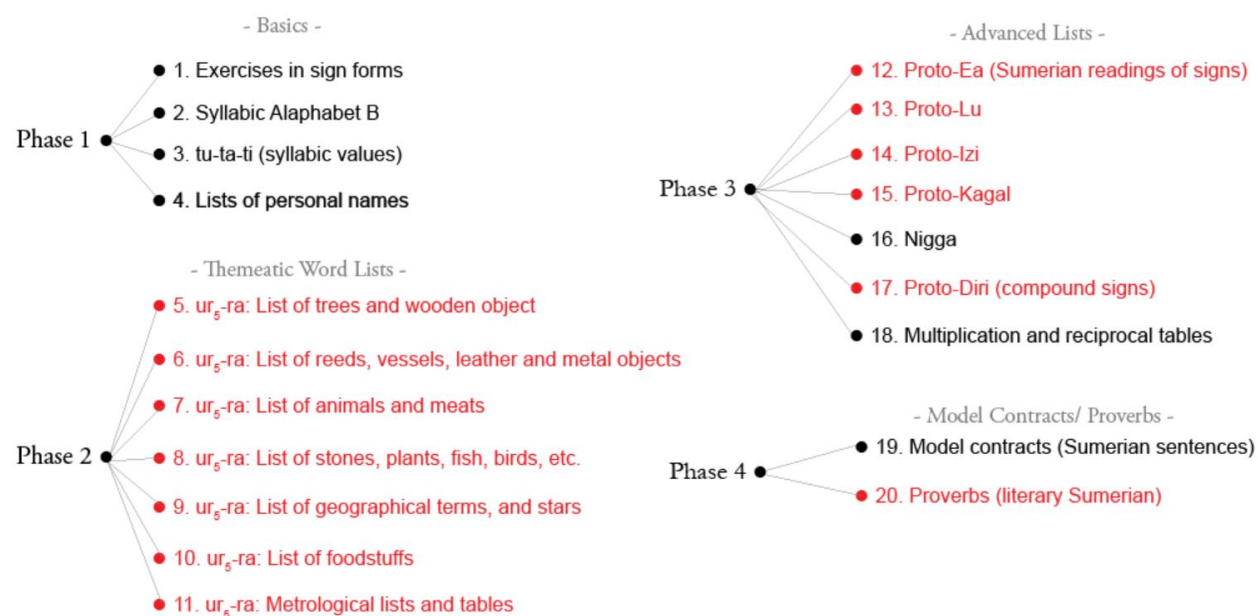 - Basics -
Phase 1
1. Exercises in sign forms
2. Syllabic Alaphabet B
3. tu-ta-ti (syllabic values)
4. Lists of personal names
- Themeatic Word Lists -
Phase 2
5. ur₅-ra: List of trees and wooden object
6. ur₅-ra: List of reeds, vessels, leather and metal objects
7. ur₅-ra: List of animals and meats
8. ur₅-ra: List of stones, plants, fish, birds, etc.
9. ur₅-ra: List of geographical terms, and stars
10. ur₅-ra: List of foodstuffs
11. ur₅-ra: Metrological lists and tables
- Advanced Lists -
Phase 3
12. Proto-Ea (Sumerian readings of signs)
13. Proto-Lu
14. Proto-Izi
15. Proto-Kagal
16. Nigga
17. Proto-Diri (compound signs)
18. Multiplication and reciprocal tables
- Model Contracts/ Proverbs -
Phase 4
19. Model contracts (Sumerian sentences)
20. Proverbs (literary Sumerian)